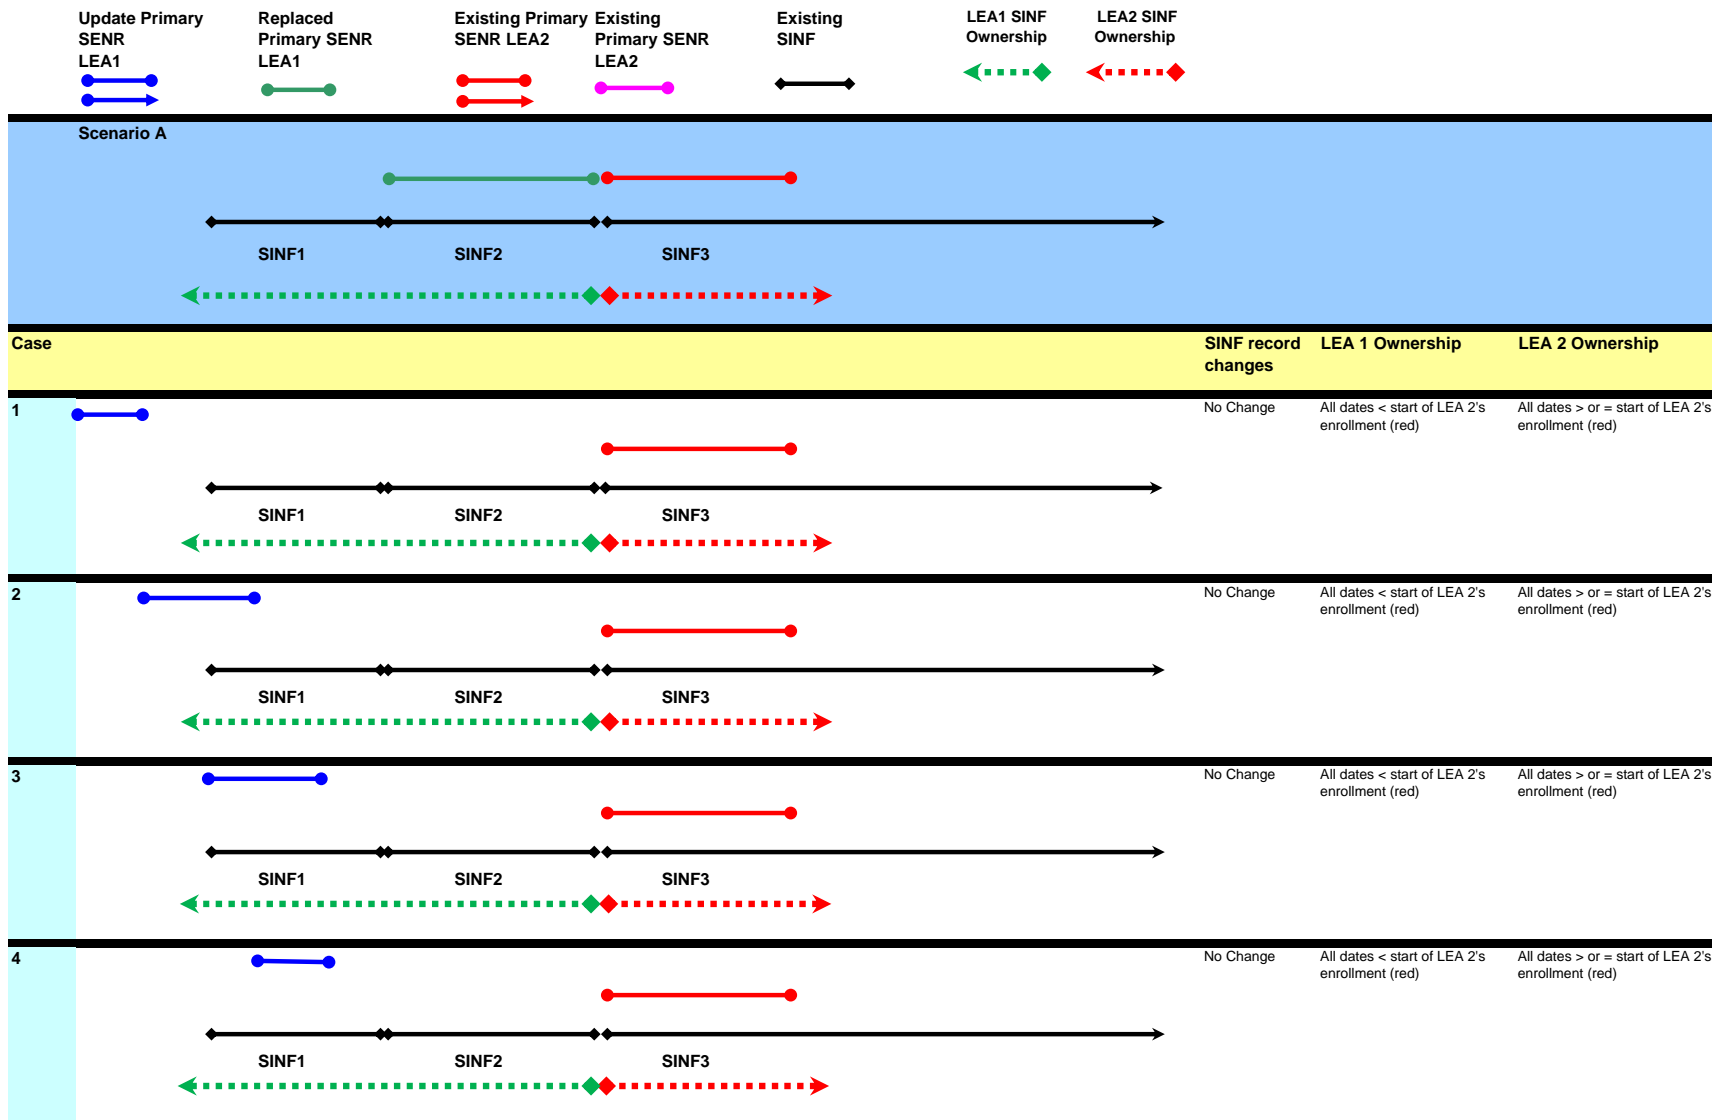 Update Primary
SENR
LEA1
Replaced
Primary SENR
LEA1
Existing Primary
SENR LEA2
Existing
Primary SENR
LEA2
Existing
SINF
LEA1 SINF
Ownership
LEA2 SINF
Ownership
Scenario A
SINF1
SINF2
SINF3
Case
SINF record
changes
LEA 1 Ownership
LEA 2 Ownership
1
No Change
All dates < start of LEA 2's
enrollment (red)
All dates > or = start of LEA 2's
enrollment (red)
SINF1
SINF2
SINF3
2
No Change
All dates < start of LEA 2's
enrollment (red)
All dates > or = start of LEA 2's
enrollment (red)
SINF1
SINF2
SINF3
3
No Change
All dates < start of LEA 2's
enrollment (red)
All dates > or = start of LEA 2's
enrollment (red)
SINF1
SINF2
SINF3
4
No Change
All dates < start of LEA 2's
enrollment (red)
All dates > or = start of LEA 2's
enrollment (red)
SINF1
SINF2
SINF3